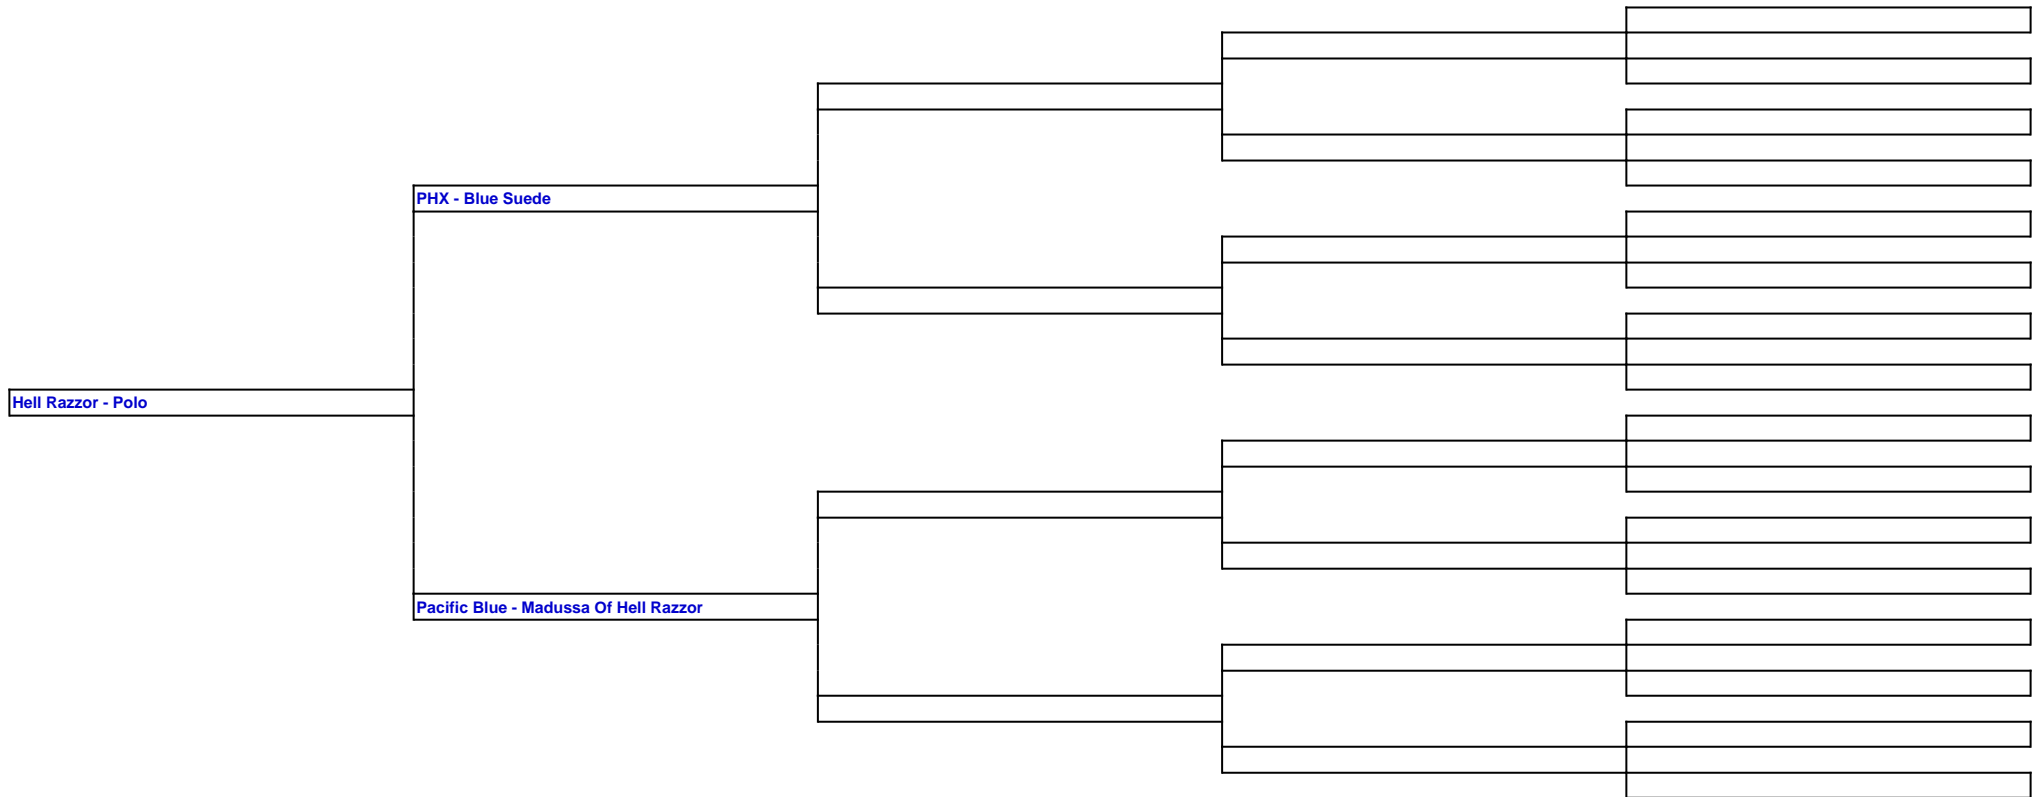 PHX - Blue Suede
Hell Razzor - Polo
Pacific Blue - Madussa Of Hell Razzor